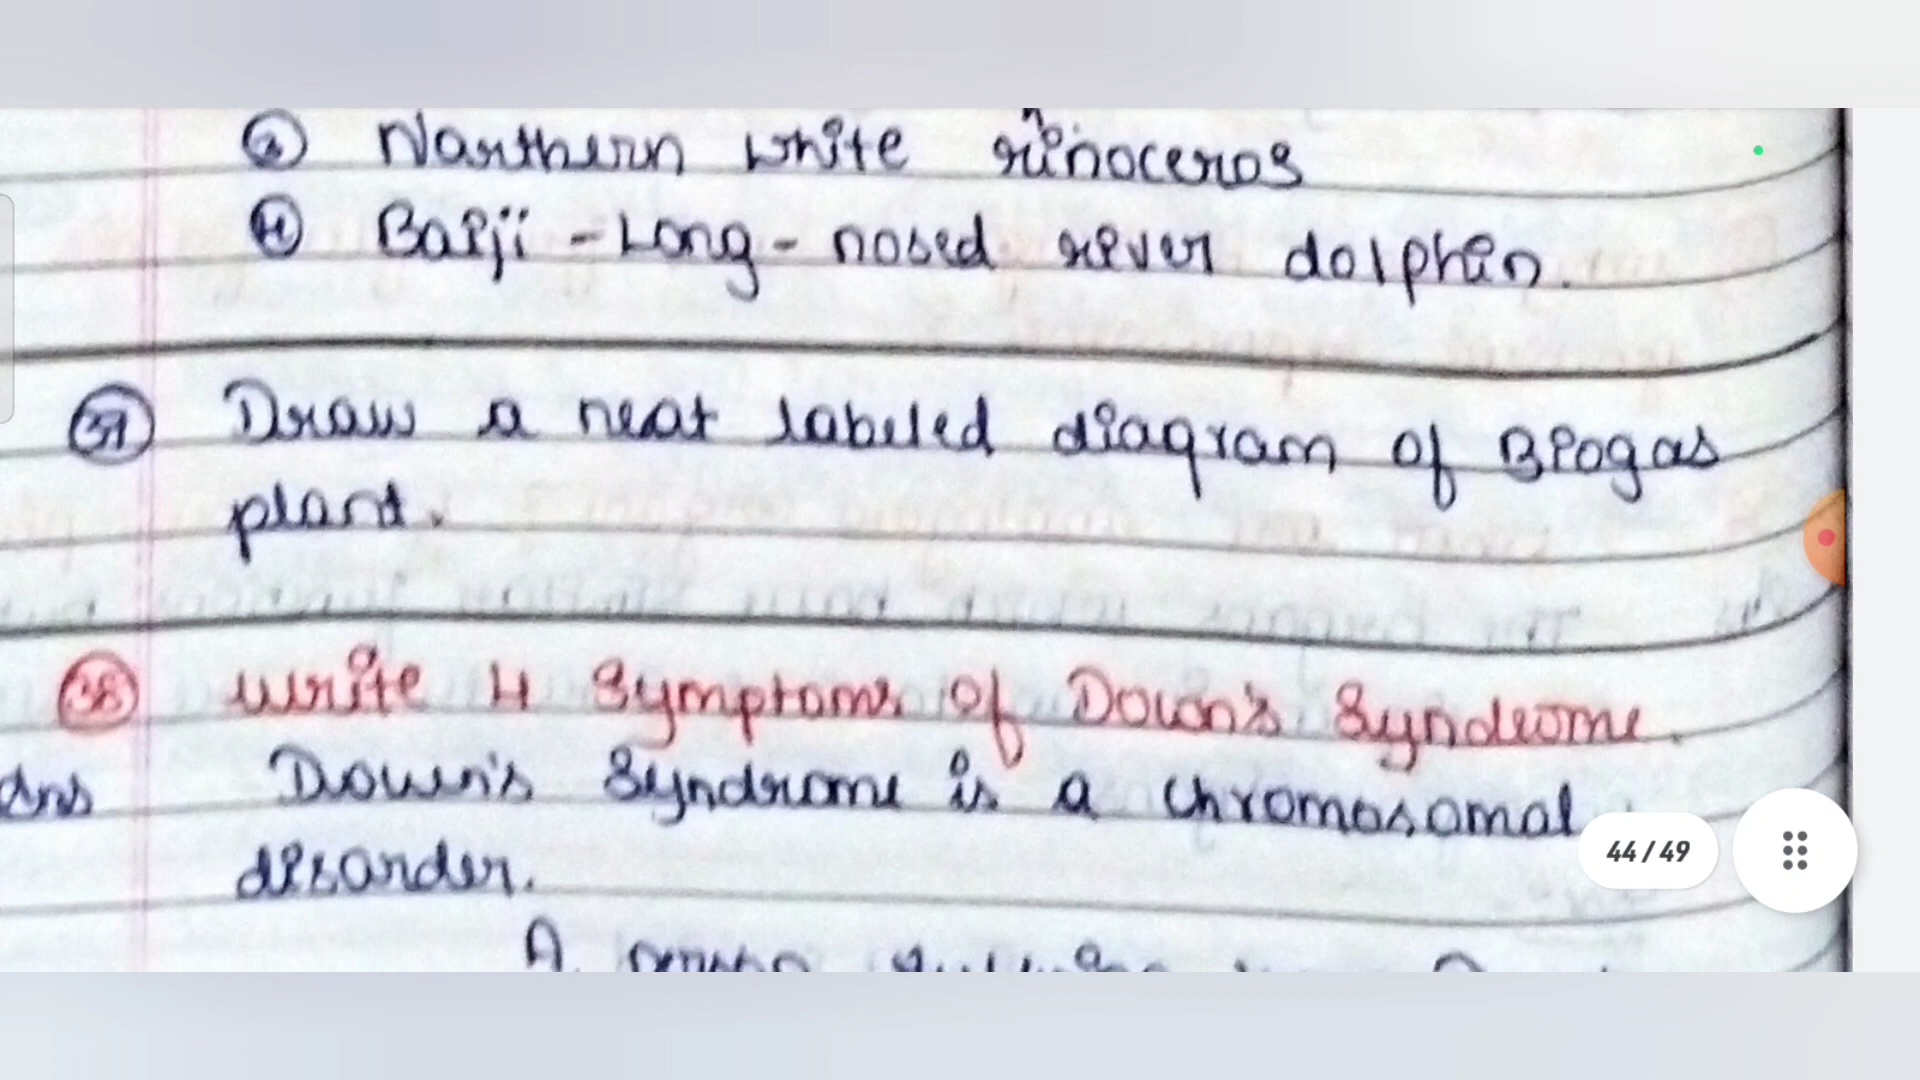 ③ Northern white rhinoceros
④ Baiji - Long - nosed river dolphin.
37 Draw a neat labeled diagram of Biogas
plant.
38 Write 4 Symptoms of Down's Syndrome.
Ans Down's Syndrome is a chromosomal
disorder.
44 / 49
A person